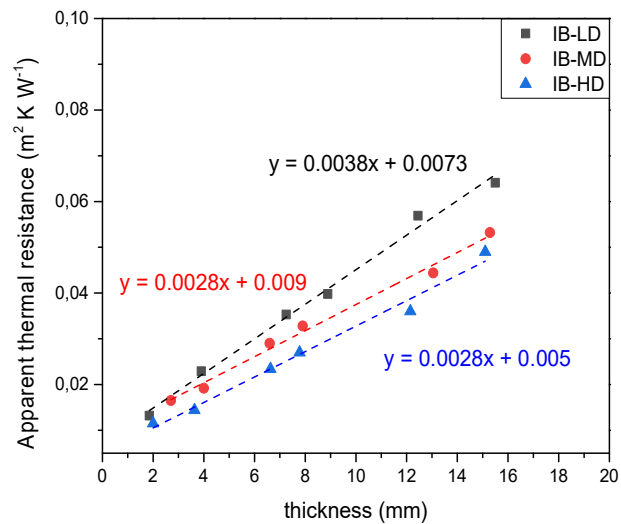 0,10
0,08
0,06
0,04
0,02
Apparent thermal resistance (m² K W⁻¹)
IB-LD
IB-MD
IB-HD
y = 0.0038x + 0.0073
y = 0.0028x + 0.009
y = 0.0028x + 0.005
0 2 4 6 8 10 12 14 16 18 20
thickness (mm)